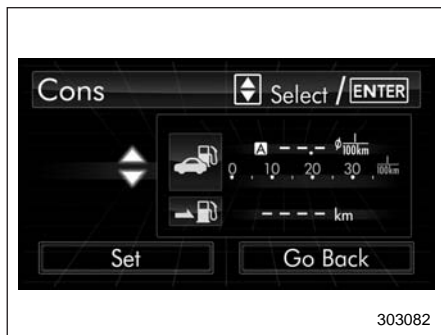 Cons Select / ENTER
A --.- ø l/100km
0 10 20 30 l/100km
---- km
Set Go Back
303082